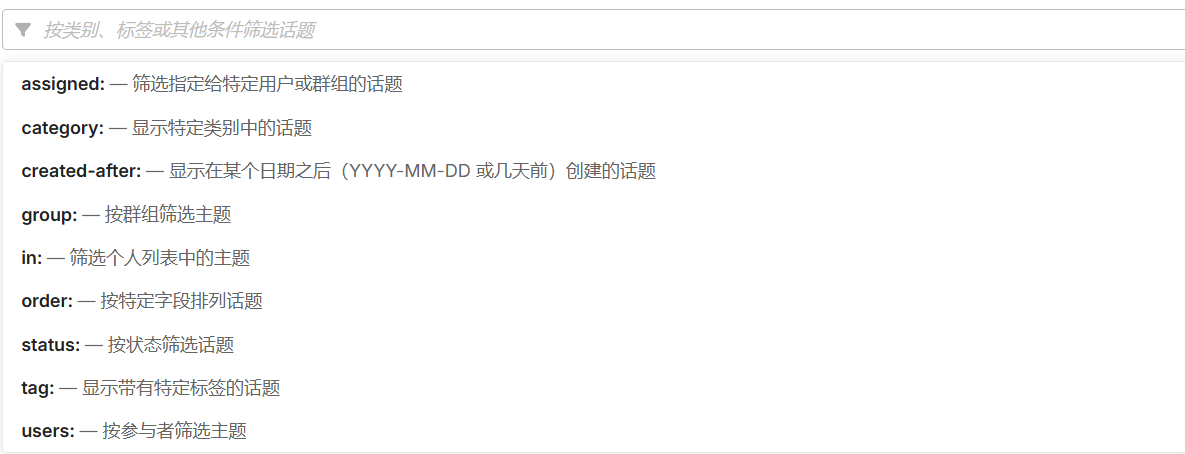 按类别、标签或其他条件筛选话题
assigned: — 筛选指定给特定用户或群组的话题
category: — 显示特定类别中的话题
created-after: — 显示在某个日期之后（YYYY-MM-DD 或几天前）创建的话题
group: — 按群组筛选主题
in: — 筛选个人列表中的主题
order: — 按特定字段排列话题
status: — 按状态筛选话题
tag: — 显示带有特定标签的话题
users: — 按参与者筛选主题